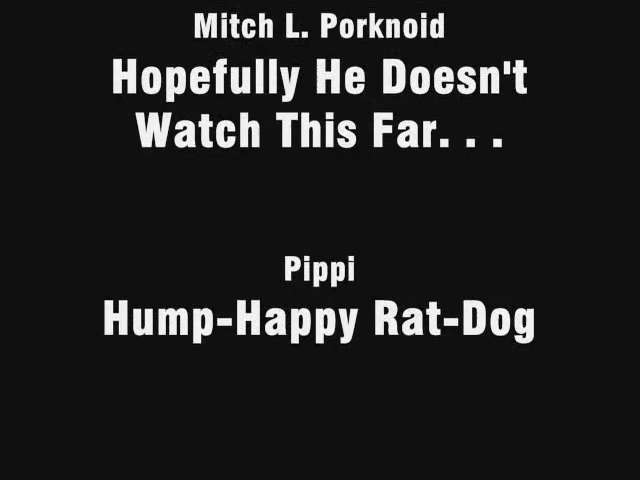 Mitch L. Porknoid
Hopefully He Doesn't
Watch This Far. . .
Pippi
Hump-Happy Rat-Dog